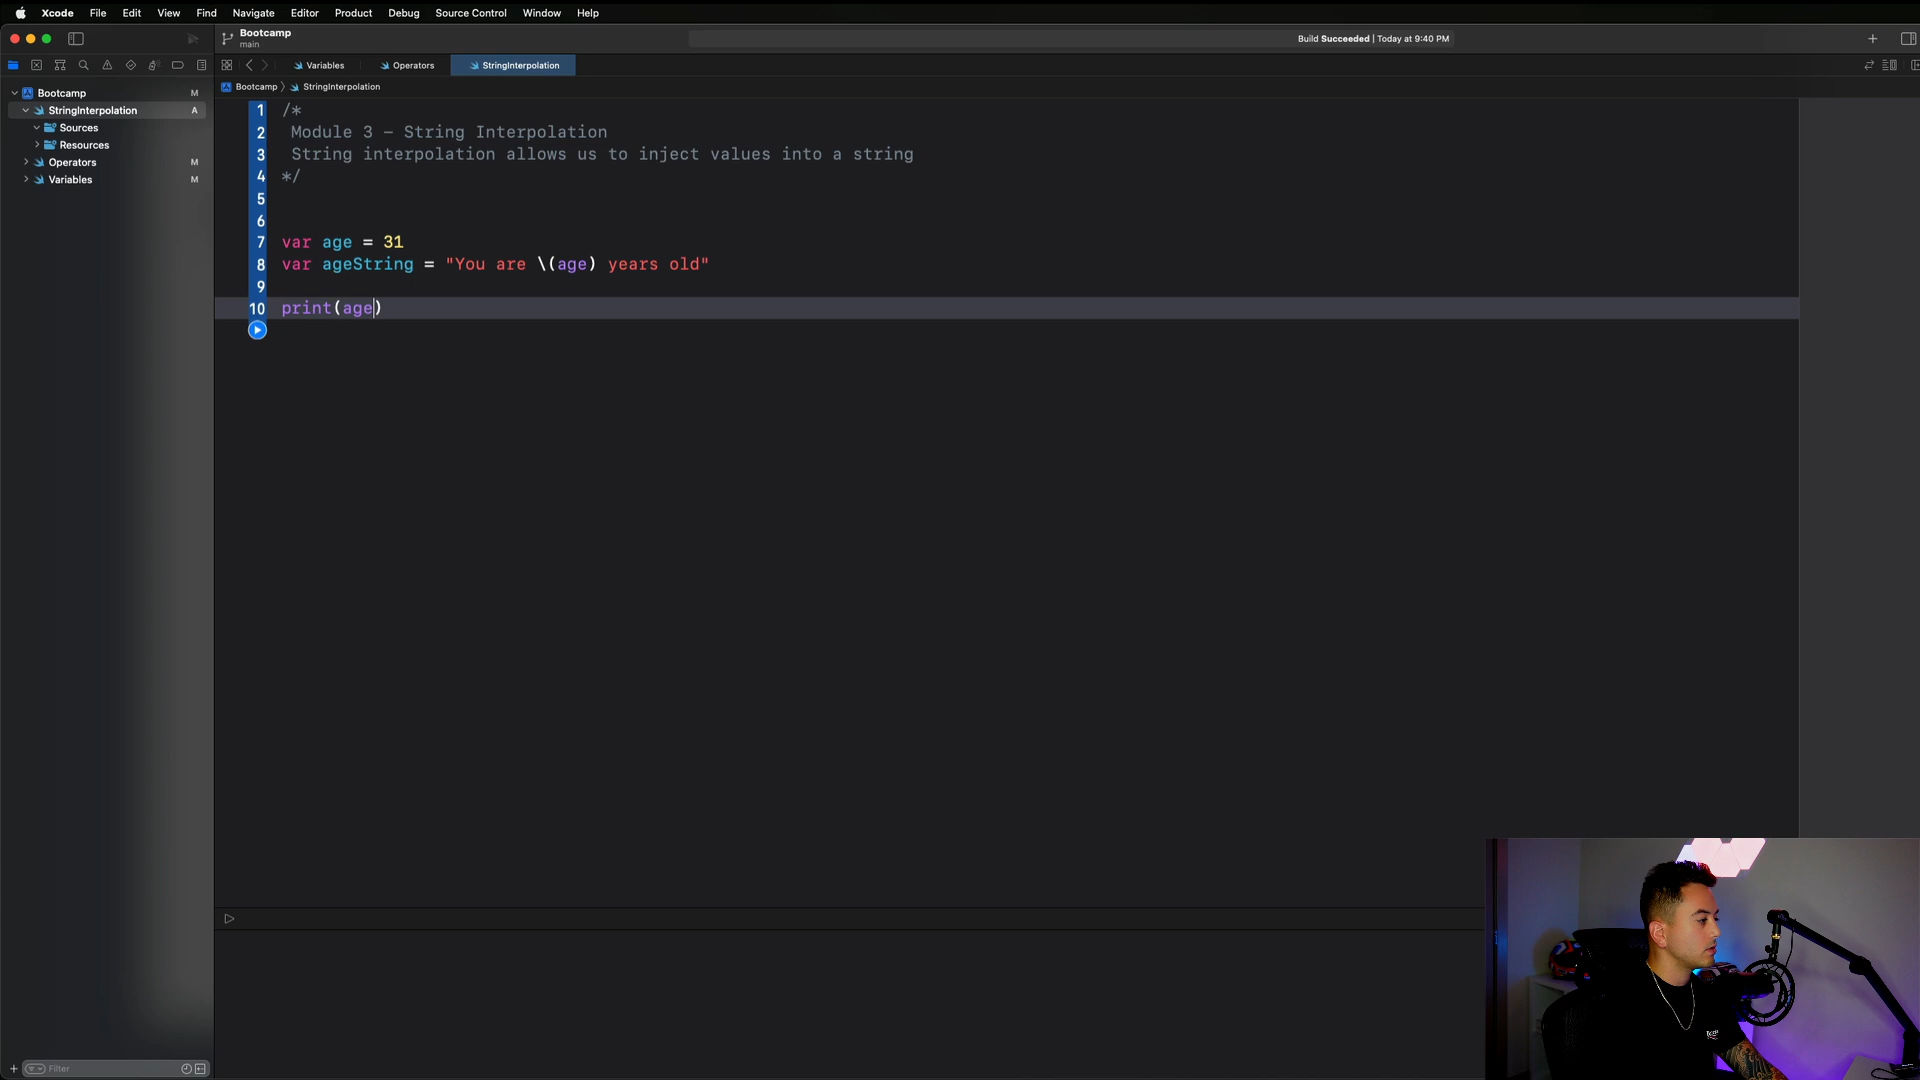 Xcode File Edit View Find Navigate Editor Product Debug Source Control Window Help
Bootcamp
main
Build Succeeded | Today at 9:40 PM
Variables Operators StringInterpolation
Bootcamp StringInterpolation
Bootcamp M
StringInterpolation A
Sources
Resources
Operators M
Variables M
1 /*
2 Module 3 – String Interpolation
3 String interpolation allows us to inject values into a string
4 */
5
6
7 var age = 31
8 var ageString = "You are \(age) years old"
9
10 print(age)
Filter